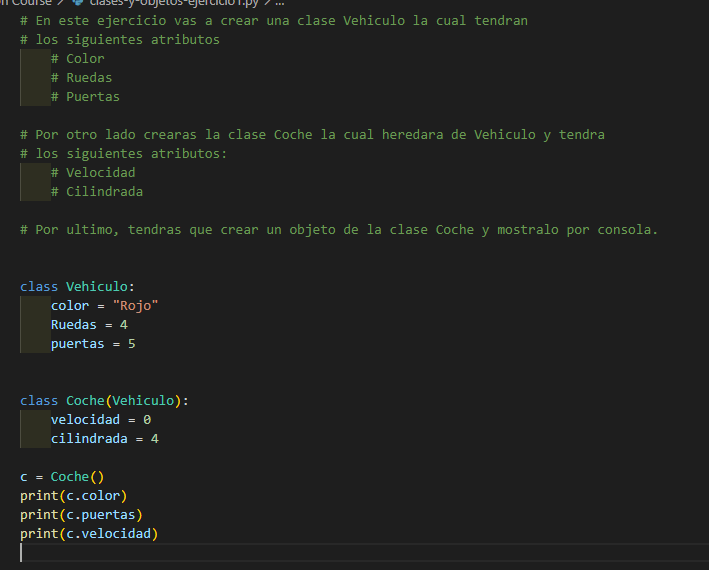 Course > clases-y-objetos-ejercicio1.py > ...
# En este ejercicio vas a crear una clase Vehiculo la cual tendran
# los siguientes atributos
# Color
# Ruedas
# Puertas
# Por otro lado crearas la clase Coche la cual heredara de Vehiculo y tendra
# los siguientes atributos:
# Velocidad
# Cilindrada
# Por ultimo, tendras que crear un objeto de la clase Coche y mostralo por consola.
class Vehiculo:
color = "Rojo"
Ruedas = 4
puertas = 5
class Coche(Vehiculo):
velocidad = 0
cilindrada = 4
c = Coche()
print(c.color)
print(c.puertas)
print(c.velocidad)